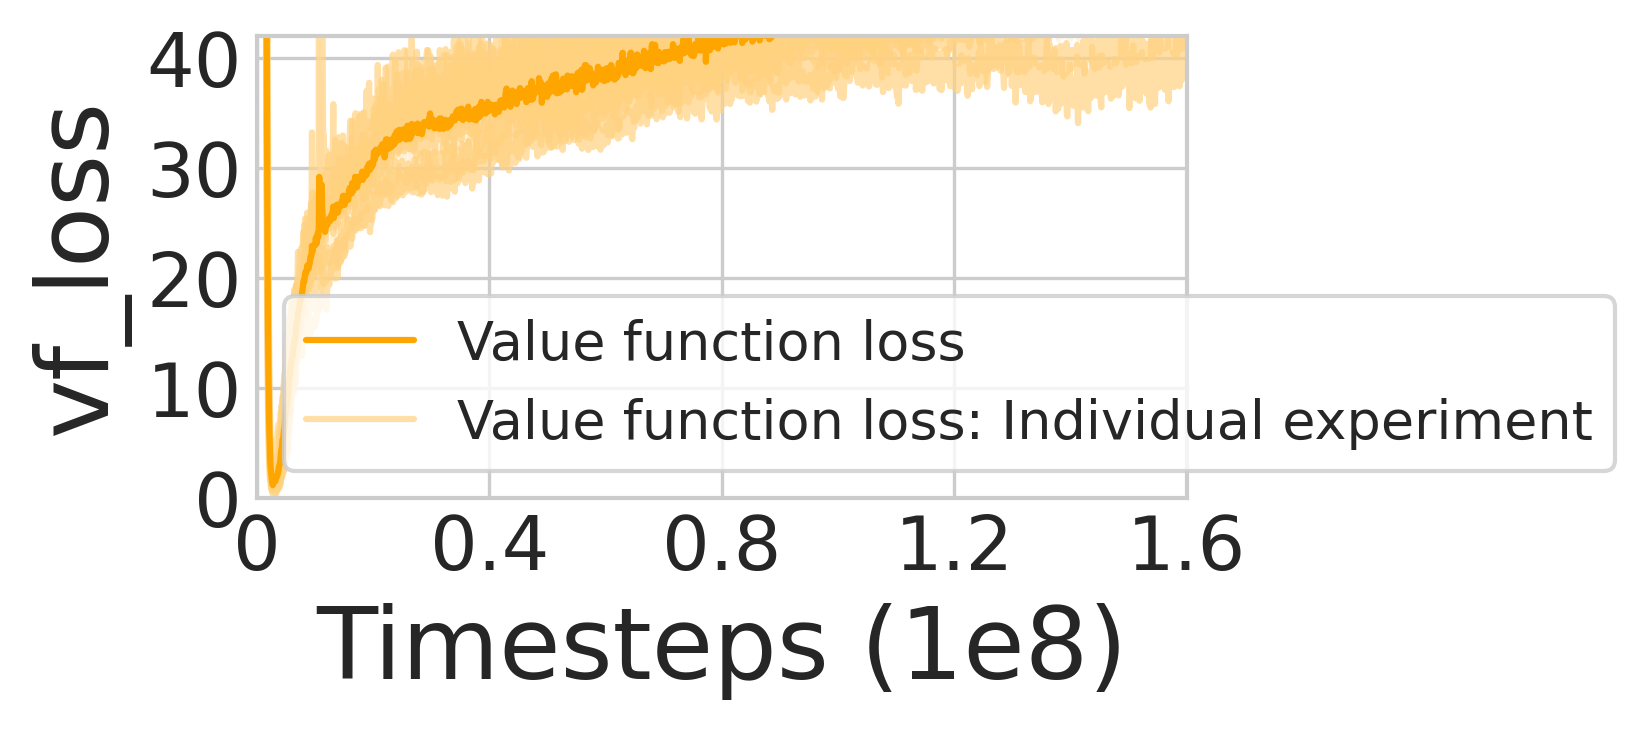 vf_loss
40
30
20
10
0
Value function loss
Value function loss: Individual experiment
0 0.4 0.8 1.2 1.6
Timesteps (1e8)